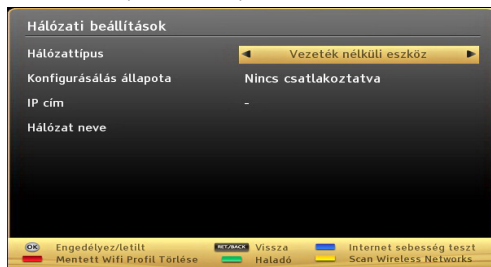 Hálózati beállítások
Hálózattípus Vezeték nélküli eszköz
Konfigurásálás állapota Nincs csatlakoztatva
IP cím -
Hálózat neve
OK Engedélyez/letilt RET./BACK Vissza Internet sebesség teszt
Mentett Wifi Profil Törlése Haladó Scan Wireless Networks